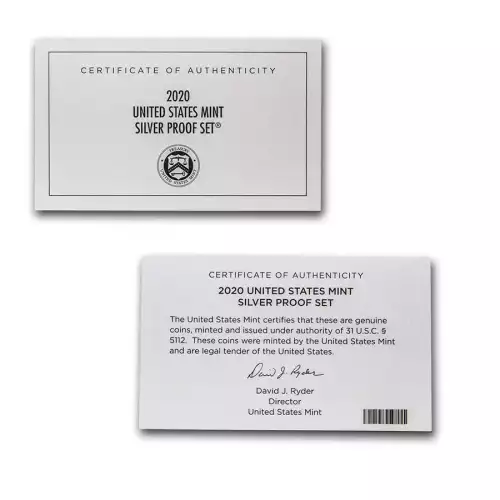 CERTIFICATE OF AUTHENTICITY
2020
UNITED STATES MINT
SILVER PROOF SET®
CERTIFICATE OF AUTHENTICITY
2020 UNITED STATES MINT
SILVER PROOF SET
The United States Mint certifies that these are genuine
coins, minted and issued under authority of 31 U.S.C. §
5112. These coins were minted by the United States Mint
and are legal tender of the United States.
David J. Ryder
David J. Ryder
Director
United States Mint